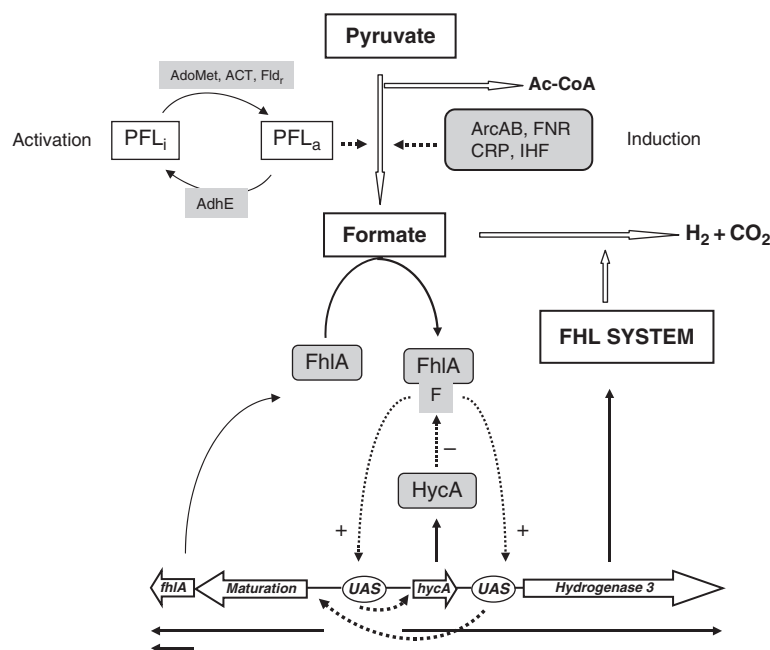 Pyruvate
AdoMet, ACT, Fldr
Ac-CoA
Activation
PFLi
PFLa
ArcAB, FNR
CRP, IHF
Induction
AdhE
Formate
H2 + CO2
FHL SYSTEM
FhlA
FhlA
F
–
HycA
+
+
fhlA
Maturation
UAS
hycA
UAS
Hydrogenase 3